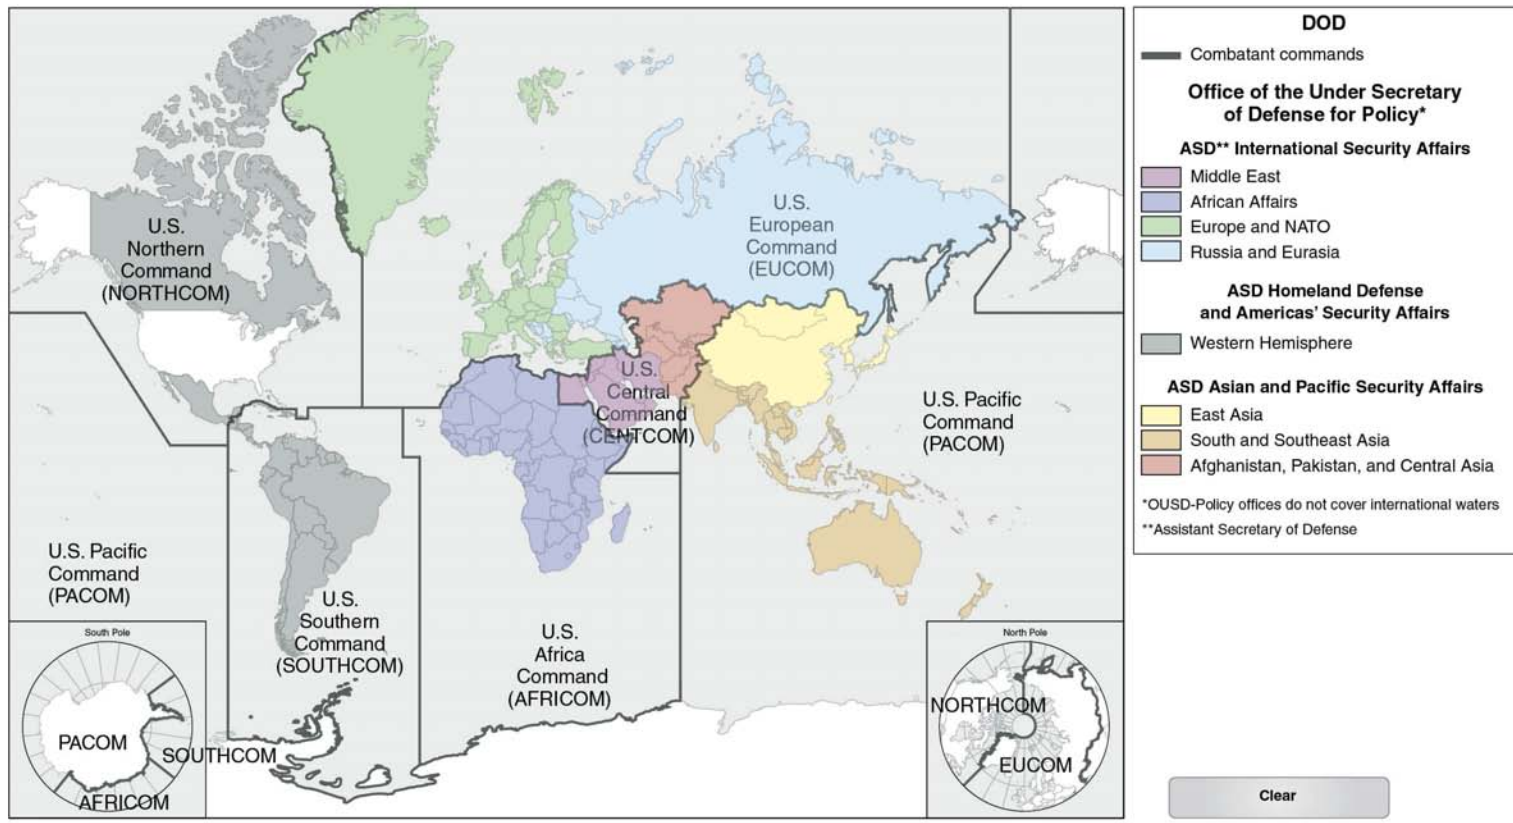 U.S.
Northern
Command
(NORTHCOM)
U.S.
European
Command
(EUCOM)
U.S.
Central
Command
(CENTCOM)
U.S. Pacific
Command
(PACOM)
U.S. Pacific
Command
(PACOM)
U.S.
Southern
Command
(SOUTHCOM)
U.S.
Africa
Command
(AFRICOM)
South Pole
PACOM
SOUTHCOM
AFRICOM
North Pole
NORTHCOM
EUCOM
DOD
Combatant commands
Office of the Under Secretary
of Defense for Policy*
ASD** International Security Affairs
Middle East
African Affairs
Europe and NATO
Russia and Eurasia
ASD Homeland Defense
and Americas' Security Affairs
Western Hemisphere
ASD Asian and Pacific Security Affairs
East Asia
South and Southeast Asia
Afghanistan, Pakistan, and Central Asia
*OUSD-Policy offices do not cover international waters
**Assistant Secretary of Defense
Clear